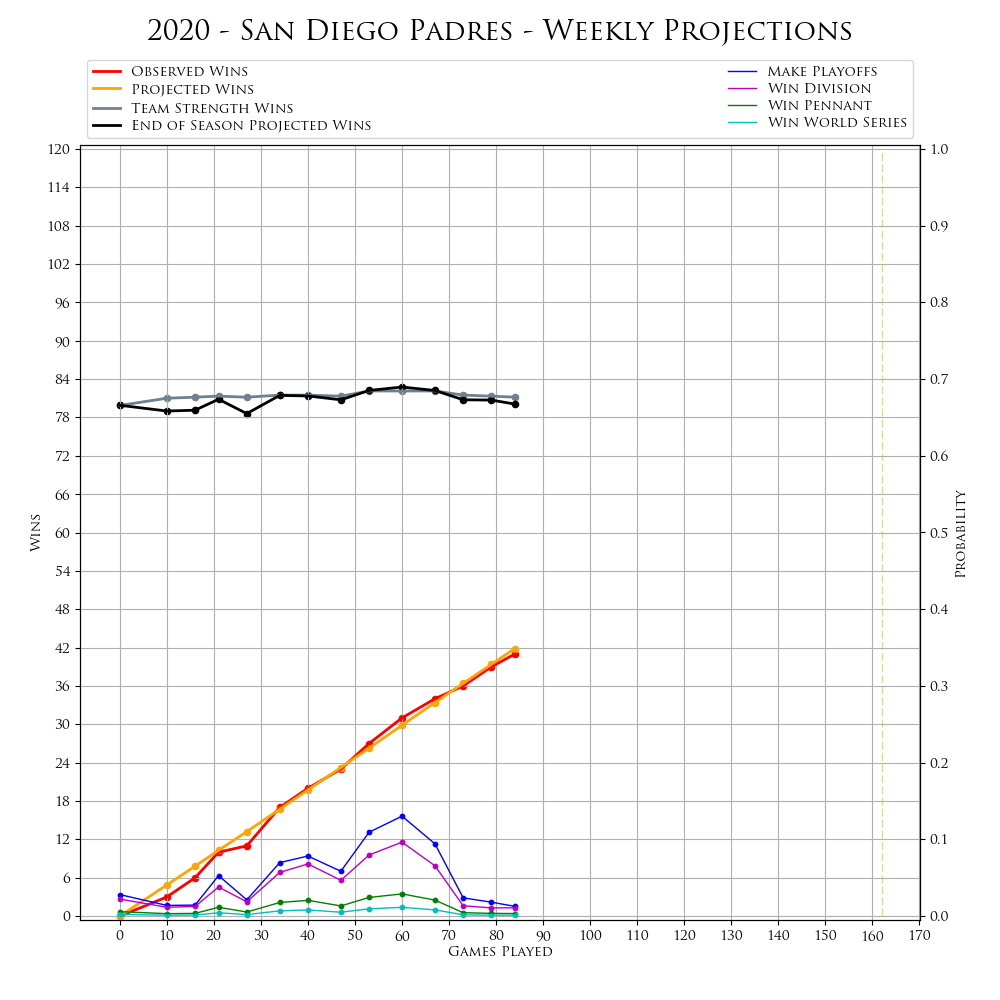 2020 - San Diego Padres - Weekly Projections
Observed Wins
Projected Wins
Team Strength Wins
End of Season Projected Wins
Make Playoffs
Win Division
Win Pennant
Win World Series
120
114
108
102
96
90
84
78
72
66
60
54
48
42
36
30
24
18
12
6
0
Wins
1.0
0.9
0.8
0.7
0.6
0.5
0.4
0.3
0.2
0.1
0.0
Probability
0 10 20 30 40 50 60 70 80 90 100 110 120 130 140 150 160 170
Games Played